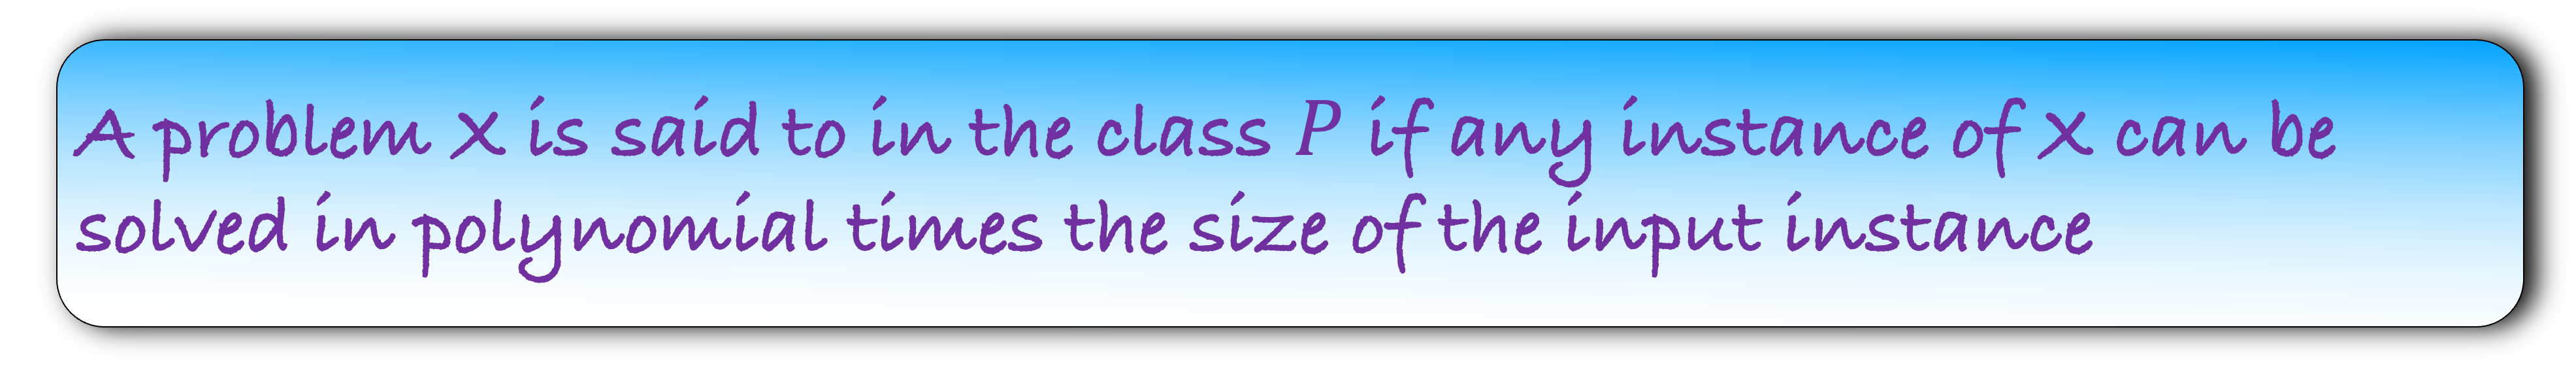 A problem X is said to in the class P if any instance of X can be
solved in polynomial times the size of the input instance